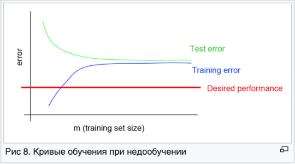 error
Test error
Training error
Desired performance
m (training set size)
Рис 8. Кривые обучения при недообучении